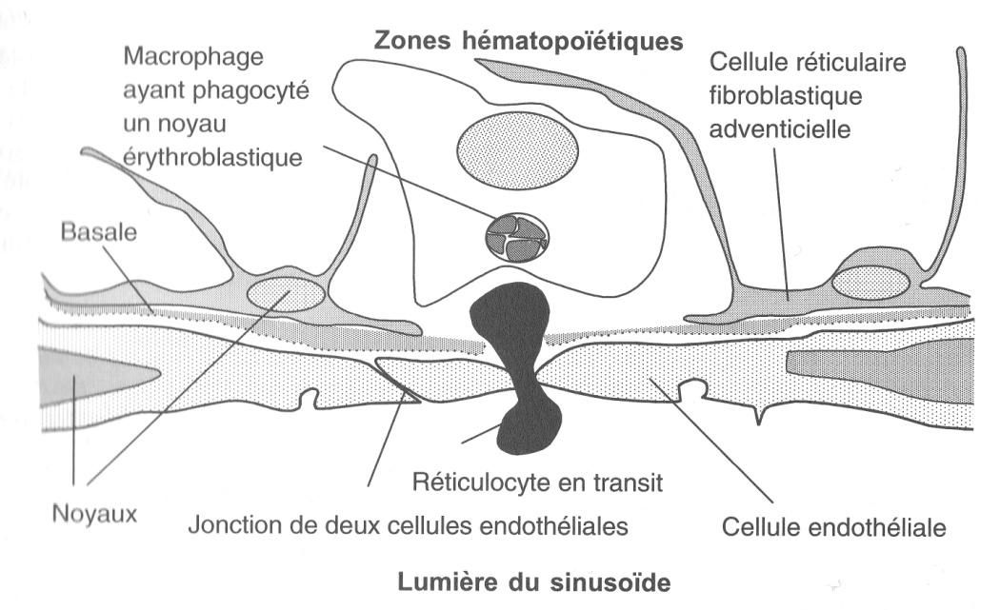 Zones hématopoïétiques
Macrophage
ayant phagocyté
un noyau
érythroblastique
Cellule réticulaire
fibroblastique
adventicielle
Basale
Réticulocyte en transit
Noyaux
Jonction de deux cellules endothéliales
Cellule endothéliale
Lumière du sinusoïde